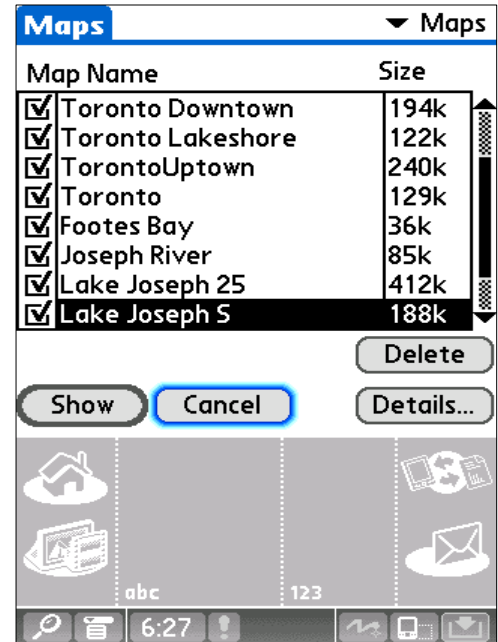 Maps Maps
Map Name Size
Toronto Downtown 194k
Toronto Lakeshore 122k
TorontoUptown 240k
Toronto 129k
Footes Bay 36k
Joseph River 85k
Lake Joseph 25 412k
Lake Joseph S 188k
Delete
Show Cancel Details...
abc 123
6:27